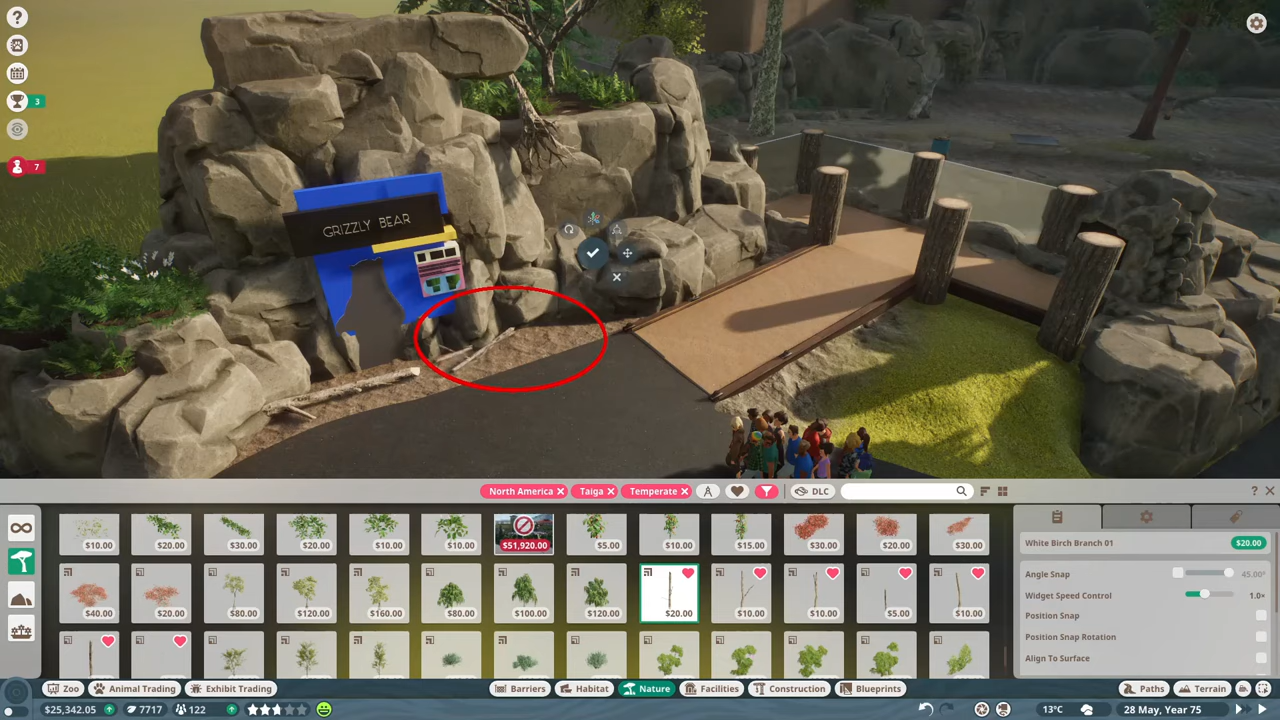 ?
3
7
GRIZZLY BEAR
North America ×
Taiga ×
Temperate ×
DLC
? ×
$10.00 $20.00 $30.00 $20.00 $10.00 $10.00 $51,920.00 $5.00 $10.00 $15.00 $30.00 $20.00 $30.00
$40.00 $20.00 $80.00 $120.00 $160.00 $80.00 $100.00 $120.00 $20.00 $10.00 $10.00 $5.00 $10.00
White Birch Branch 01 $20.00
Angle Snap 45.00°
Widget Speed Control 1.0×
Position Snap
Position Snap Rotation
Align To Surface
Zoo Animal Trading Exhibit Trading Barriers Habitat Nature Facilities Construction Blueprints Paths Terrain
$25,342.05 7717 122 13°C 28 May, Year 75